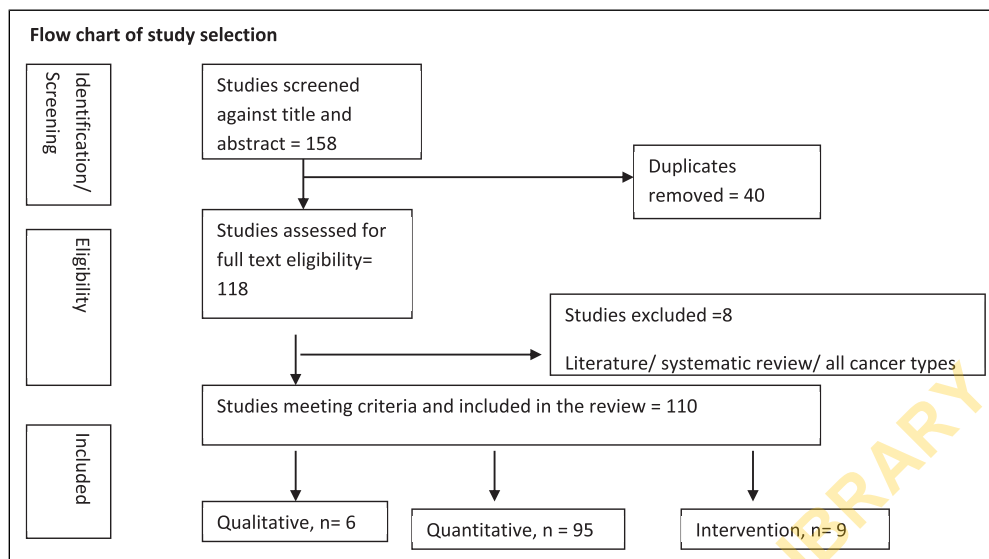 Flow chart of study selection
Identification/
Screening
Studies screened
against title and
abstract = 158
Duplicates
removed = 40
Eligibility
Studies assessed for
full text eligibility=
118
Studies excluded =8
Literature/ systematic review/ all cancer types
Studies meeting criteria and included in the review = 110
Included
Qualitative, n= 6
Quantitative, n = 95
Intervention, n= 9
IBRARY